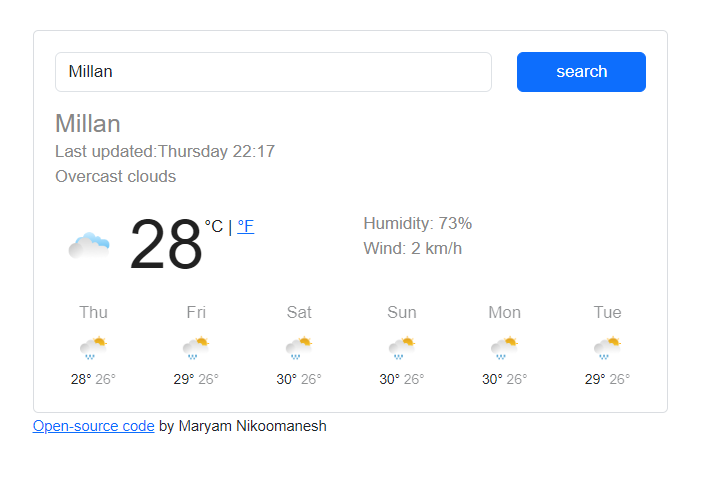 Millan
search
Millan
Last updated:Thursday 22:17
Overcast clouds
28 °C | °F
Humidity: 73%
Wind: 2 km/h
Thu Fri Sat Sun Mon Tue
28° 26° 29° 26° 30° 26° 30° 26° 30° 26° 29° 26°
Open-source code by Maryam Nikoomanesh